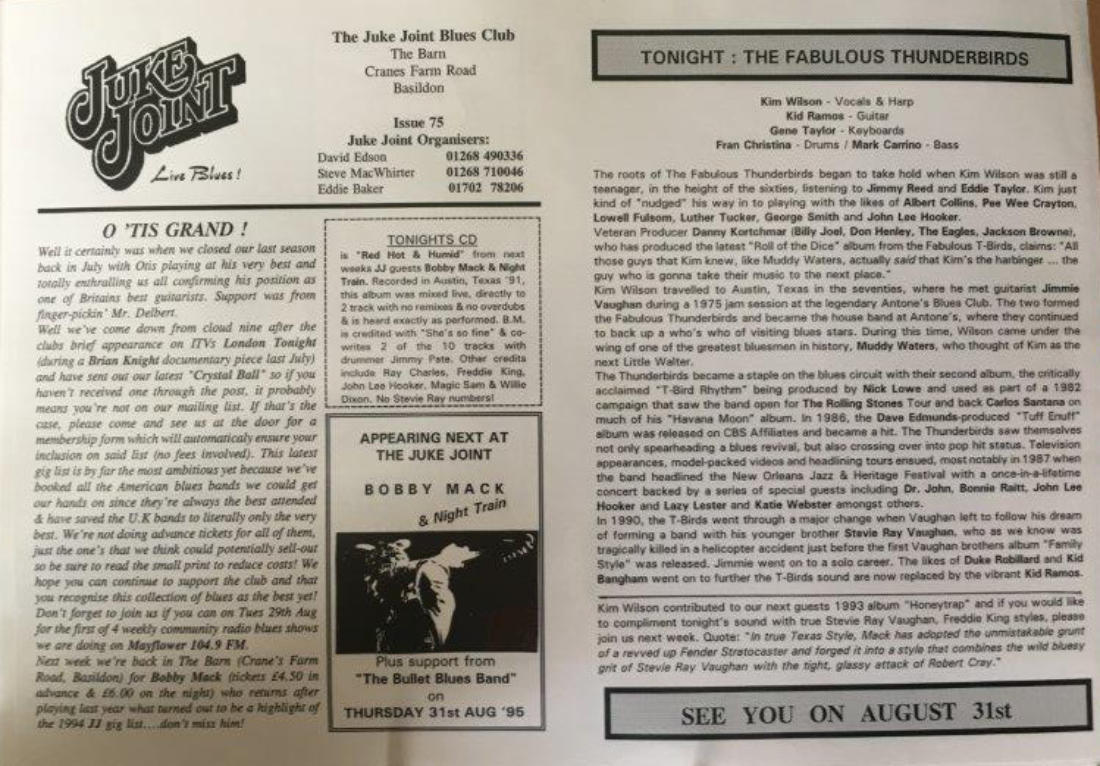 JUKE
JOINT
Live Blues!
The Juke Joint Blues Club
The Barn
Cranes Farm Road
Basildon
Issue 75
Juke Joint Organisers:
David Edson 01268 490336
Steve MacWhirter 01268 710046
Eddie Baker 01702 78206
O 'TIS GRAND !
Well it certainly was when we closed our last season
back in July with Otis playing at his very best and
totally enthralling us all confirming his position as
one of Britains best guitarists. Support was from
finger-pickin' Mr. Delbert.
Well we've come down from cloud nine after the
clubs brief appearance on ITVs London Tonight
(during a Brian Knight documentary piece last July)
and have sent out our latest "Crystal Ball" so if you
haven't received one through the post, it probably
means you're not on our mailing list. If that's the
case, please come and see us at the door for a
membership form which will automaticaly ensure your
inclusion on said list (no fees involved). This latest
gig list is by far the most ambitious yet because we've
booked all the American blues bands we could get
our hands on since they're always the best attended
& have saved the U.K bands to literally only the very
best. We're not doing advance tickets for all of them,
just the one's that we think could potentially sell-out
so be sure to read the small print to reduce costs! We
hope you can continue to support the club and that
you recognise this collection of blues as the best yet!
Don't forget to join us if you can on Tues 29th Aug
for the first of 4 weekly community radio blues shows
we are doing on Mayflower 104.9 FM.
Next week we're back in The Barn (Crane's Farm
Road, Basildon) for Bobby Mack (tickets £4.50 in
advance & £6.00 on the night) who returns after
playing last year what turned out to be a highlight of
the 1994 JJ gig list....don't miss him!
TONIGHTS CD
is "Red Hot & Humid" from next
weeks JJ guests Bobby Mack & Night
Train. Recorded in Austin, Texas '91,
this album was mixed live, directly to
2 track with no remixes & no overdubs
& is heard exactly as performed. B.M.
is credited with "She's so fine" & co-
writes 2 of the 10 tracks with
drummer Jimmy Pate. Other credits
include Ray Charles, Freddie King,
John Lee Hooker, Magic Sam & Willie
Dixon. No Stevie Ray numbers!
APPEARING NEXT AT
THE JUKE JOINT
BOBBY MACK
& Night Train
Plus support from
"The Bullet Blues Band"
on
THURSDAY 31st AUG '95
TONIGHT : THE FABULOUS THUNDERBIRDS
Kim Wilson - Vocals & Harp
Kid Ramos - Guitar
Gene Taylor - Keyboards
Fran Christina - Drums / Mark Carrino - Bass
The roots of The Fabulous Thunderbirds began to take hold when Kim Wilson was still a
teenager, in the height of the sixties, listening to Jimmy Reed and Eddie Taylor. Kim just
kind of "nudged" his way in to playing with the likes of Albert Collins, Pee Wee Crayton,
Lowell Fulsom, Luther Tucker, George Smith and John Lee Hooker.
Veteran Producer Danny Kortchmar (Billy Joel, Don Henley, The Eagles, Jackson Browne),
who has produced the latest "Roll of the Dice" album from the Fabulous T-Birds, claims: "All
those guys that Kim knew, like Muddy Waters, actually said that Kim's the harbinger ... the
guy who is gonna take their music to the next place."
Kim Wilson travelled to Austin, Texas in the seventies, where he met guitarist Jimmie
Vaughan during a 1975 jam session at the legendary Antone's Blues Club. The two formed
the Fabulous Thunderbirds and became the house band at Antone's, where they continued
to back up a who's who of visiting blues stars. During this time, Wilson came under the
wing of one of the greatest bluesmen in history, Muddy Waters, who thought of Kim as the
next Little Walter.
The Thunderbirds became a staple on the blues circuit with their second album, the critically
acclaimed "T-Bird Rhythm" being produced by Nick Lowe and used as part of a 1982
campaign that saw the band open for The Rolling Stones Tour and back Carlos Santana on
much of his "Havana Moon" album. In 1986, the Dave Edmunds-produced "Tuff Enuff"
album was released on CBS Affiliates and became a hit. The Thunderbirds saw themselves
not only spearheading a blues revival, but also crossing over into pop hit status. Television
appearances, model-packed videos and headlining tours ensued, most notably in 1987 when
the band headlined the New Orleans Jazz & Heritage Festival with a once-in-a-lifetime
concert backed by a series of special guests including Dr. John, Bonnie Raitt, John Lee
Hooker and Lazy Lester and Katie Webster amongst others.
In 1990, the T-Birds went through a major change when Vaughan left to follow his dream
of forming a band with his younger brother Stevie Ray Vaughan, who as we know was
tragically killed in a helicopter accident just before the first Vaughan brothers album "Family
Style" was released. Jimmie went on to a solo career. The likes of Duke Robillard and Kid
Bangham went on to further the T-Birds sound are now replaced by the vibrant Kid Ramos.
Kim Wilson contributed to our next guests 1993 album "Honeytrap" and if you would like
to compliment tonight's sound with true Stevie Ray Vaughan, Freddie King styles, please
join us next week. Quote: "In true Texas Style, Mack has adopted the unmistakable grunt
of a revved up Fender Stratocaster and forged it into a style that combines the wild bluesy
grit of Stevie Ray Vaughan with the tight, glassy attack of Robert Cray."
SEE YOU ON AUGUST 31st